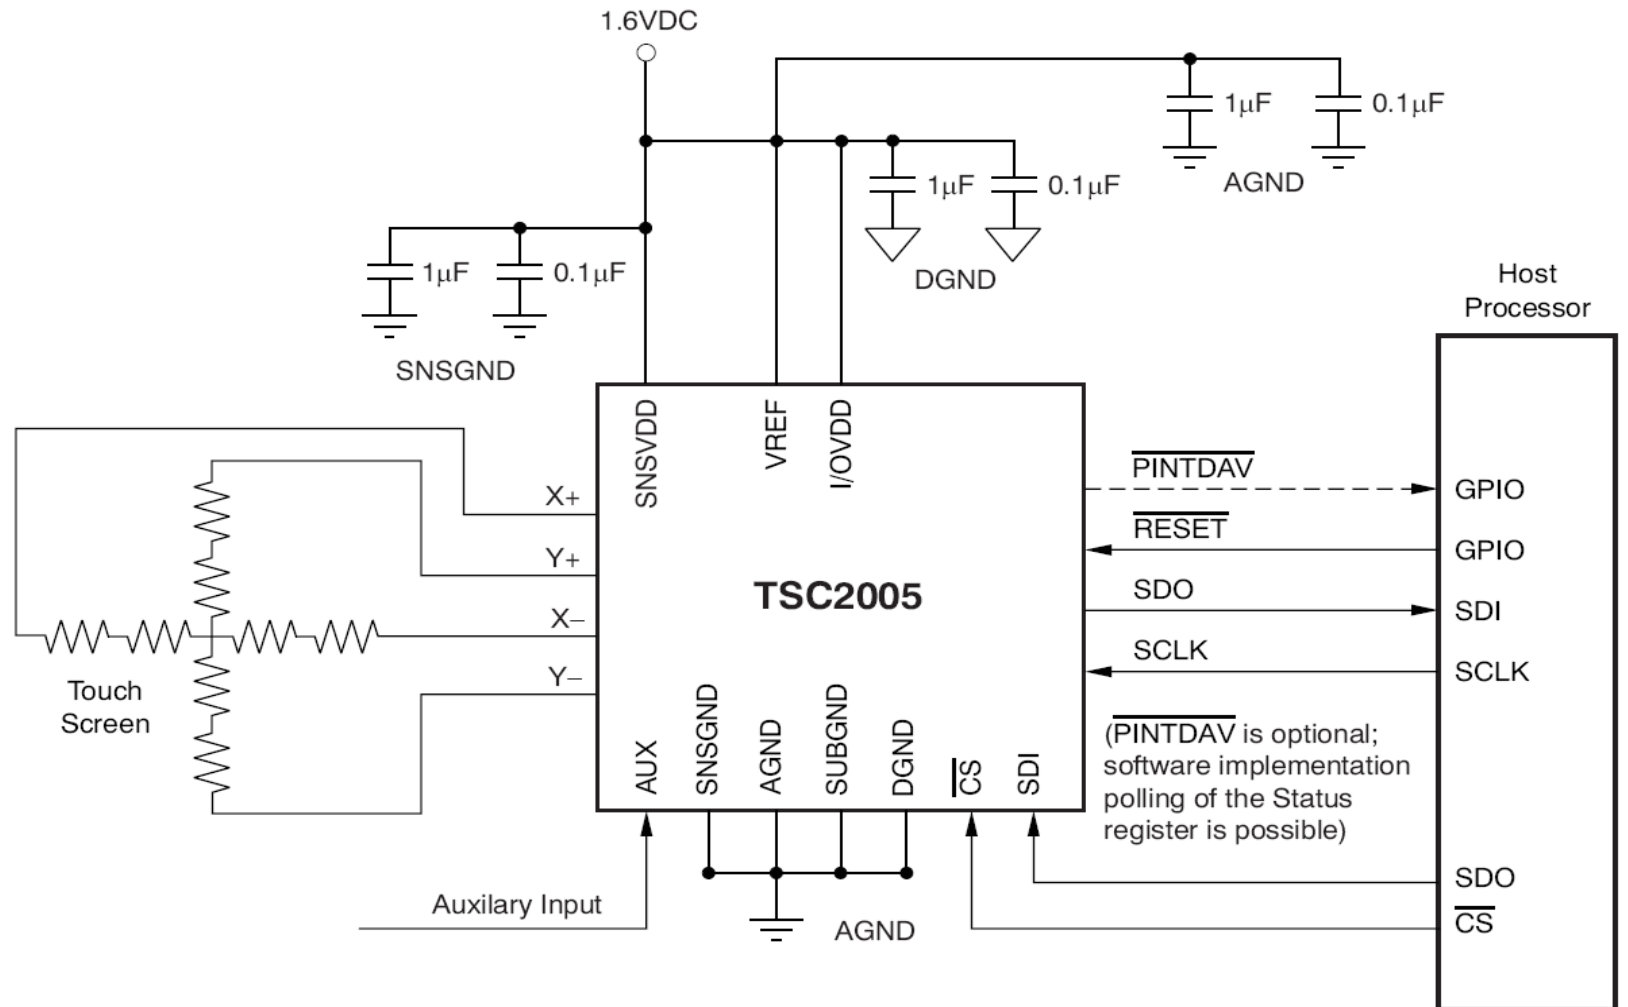 1.6VDC
1μF
0.1μF
AGND
1μF
0.1μF
DGND
1μF
0.1μF
SNSGND
Host
Processor
SNSVDD
VREF
I/OVDD
X+
Y+
X–
Y–
Touch
Screen
TSC2005
PINTDAV
GPIO
RESET
GPIO
SDO
SDI
SCLK
SCLK
(PINTDAV is optional;
software implementation
polling of the Status
register is possible)
AUX
SNSGND
AGND
SUBGND
DGND
CS
SDI
SDO
CS
Auxilary Input
AGND